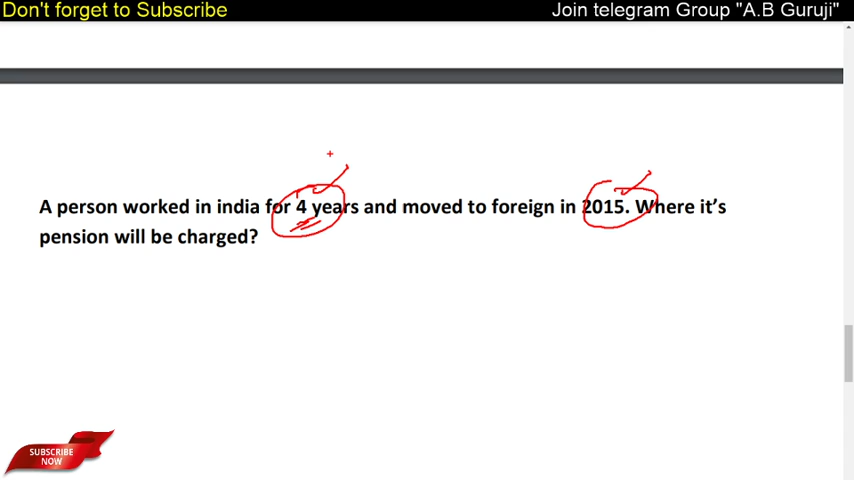 Don't forget to Subscribe
Join telegram Group "A.B Guruji"
A person worked in india for 4 years and moved to foreign in 2015. Where it’s
pension will be charged?
SUBSCRIBE
NOW